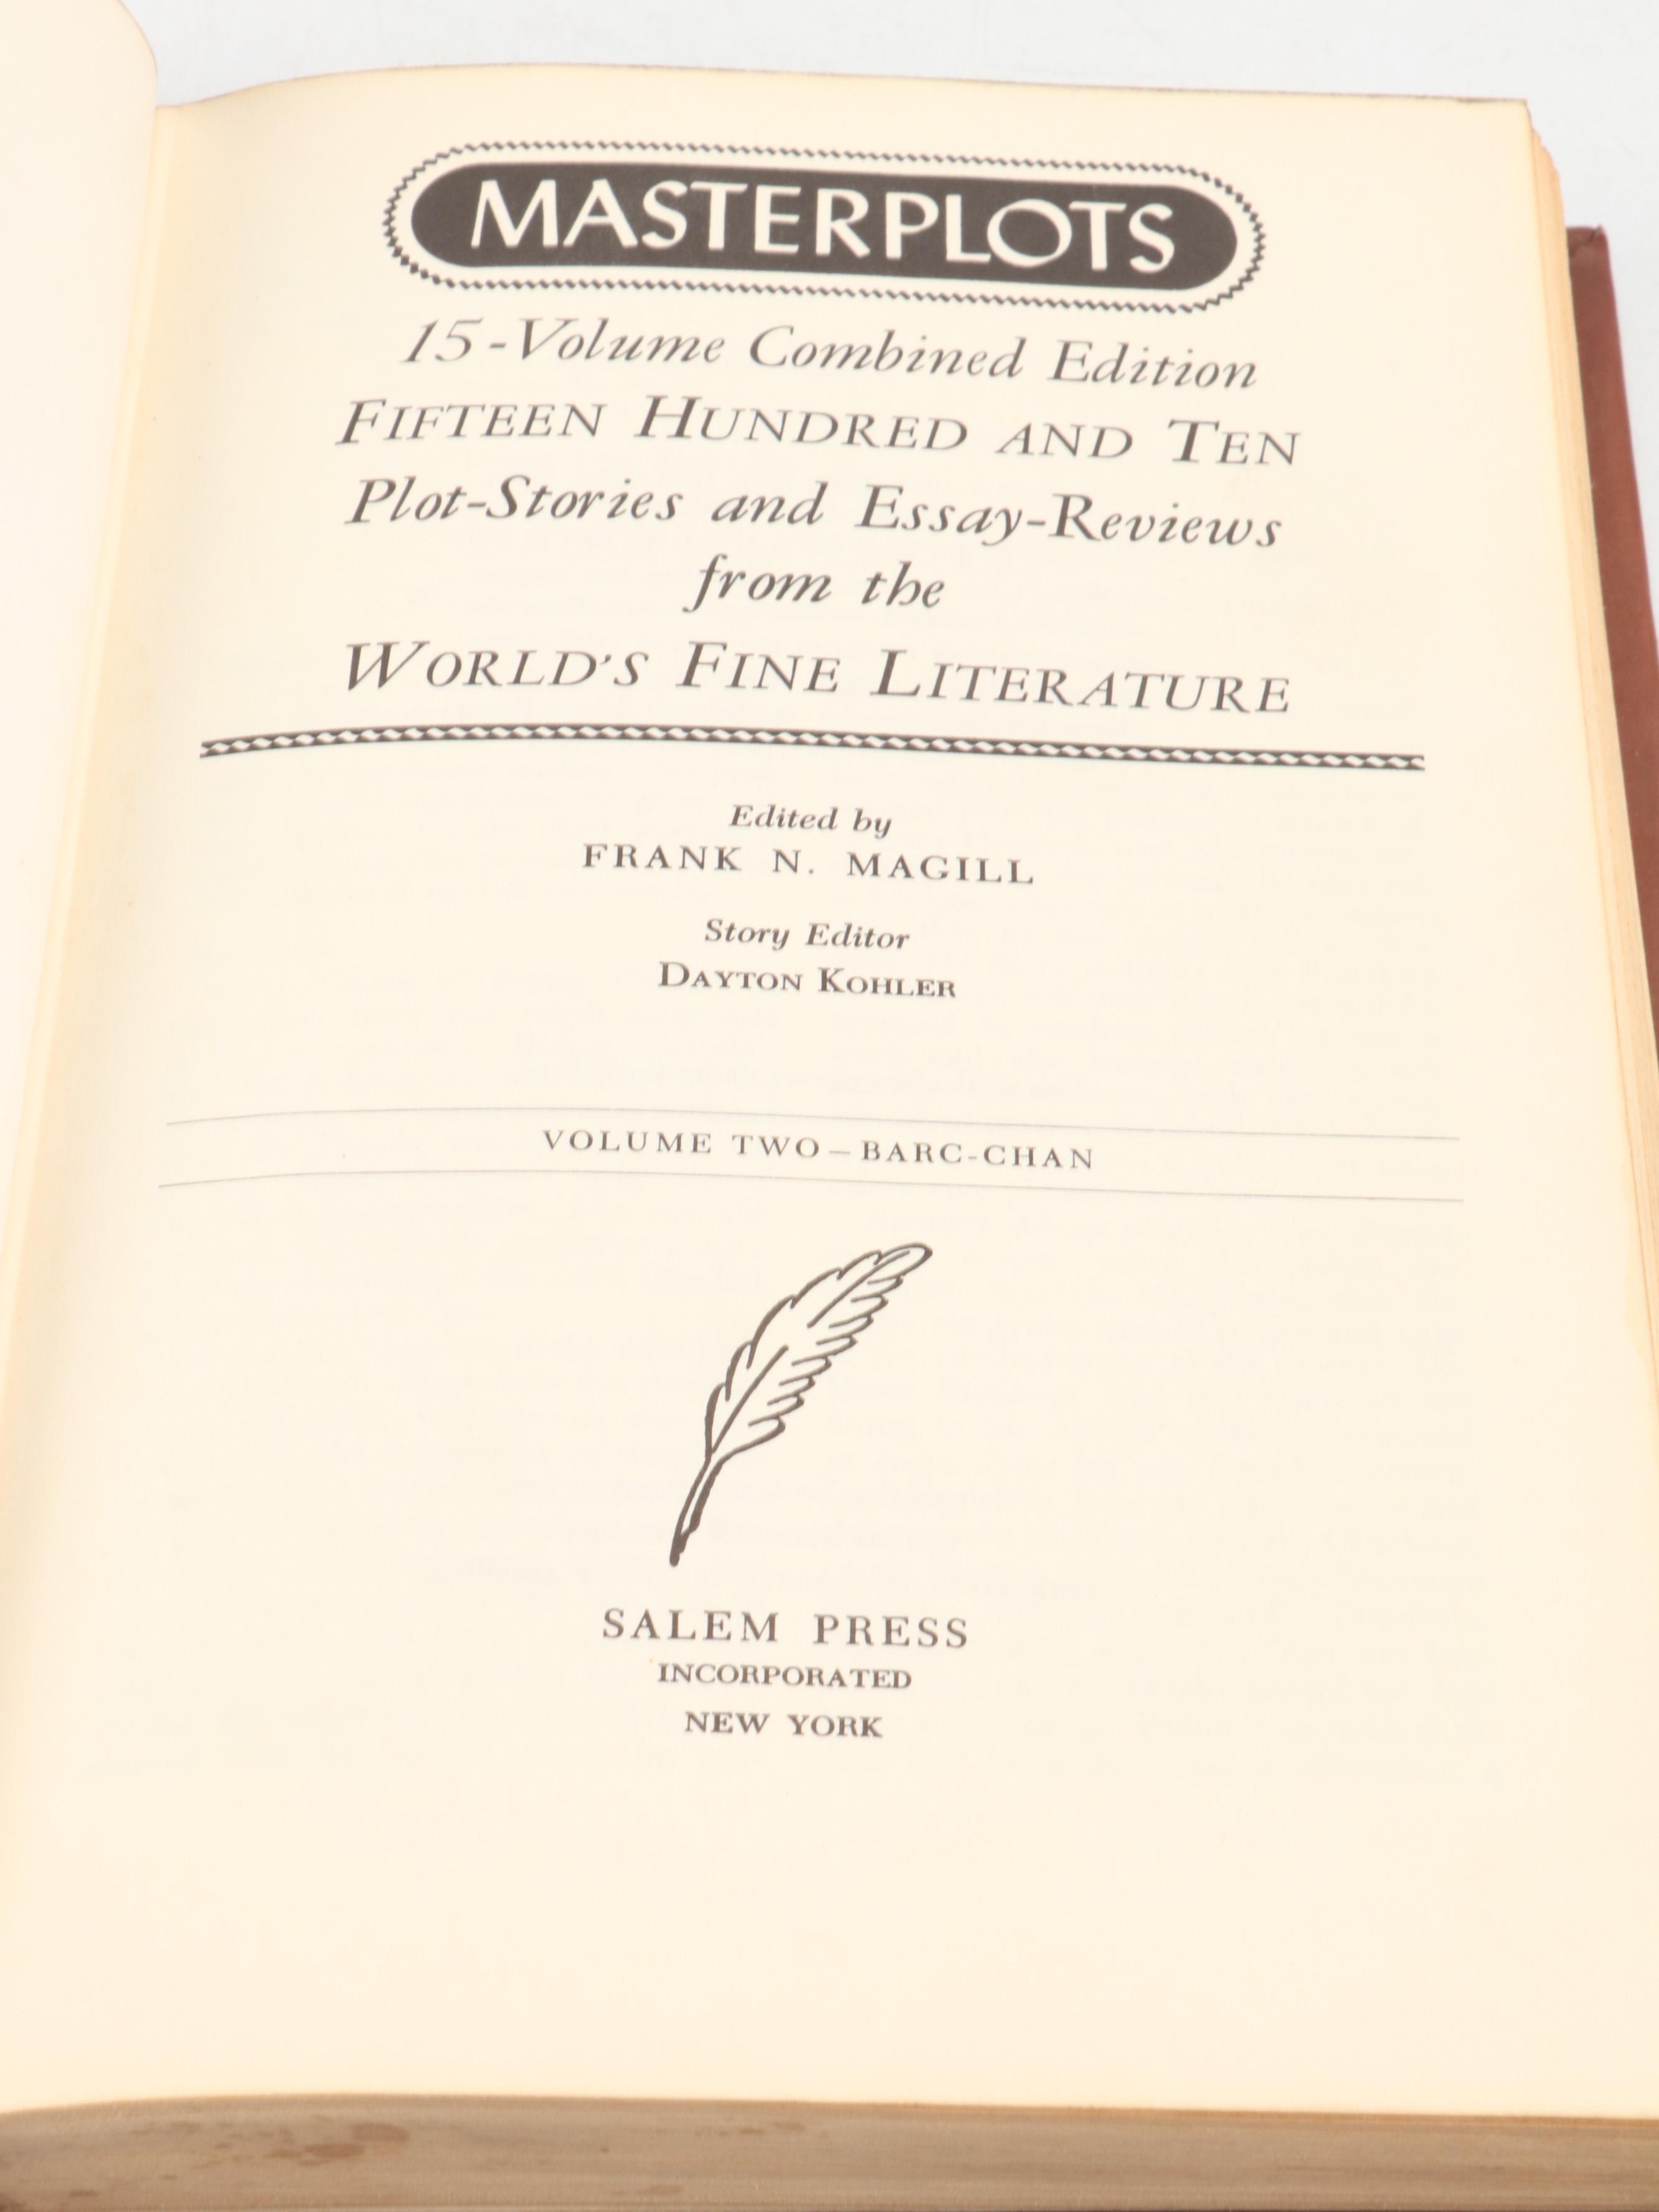 MASTERPLOTS
15-Volume Combined Edition
FIFTEEN HUNDRED AND TEN
Plot-Stories and Essay-Reviews
from the
WORLD'S FINE LITERATURE
Edited by
FRANK N. MAGILL
Story Editor
DAYTON KOHLER
VOLUME TWO—BARC-CHAN
SALEM PRESS
INCORPORATED
NEW YORK